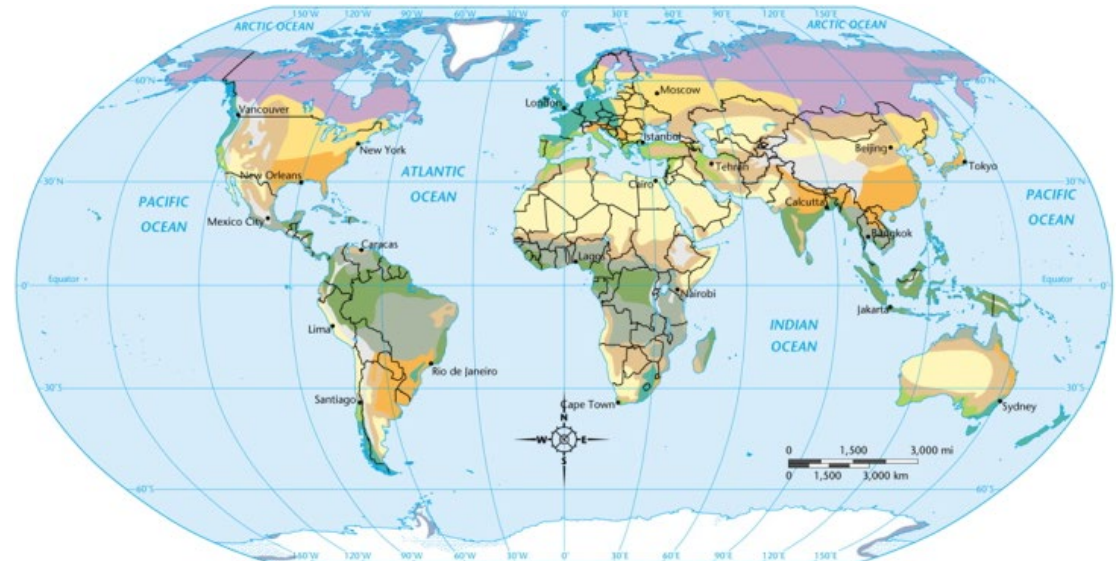 150°W 120°W 90°W 60°W 30°W 0° 30°E 60°E 90°E 120°E 150°E
ARCTIC OCEAN
ARCTIC OCEAN
60°N
60°N
Vancouver
London
Moscow
New York
Istanbul
Beijing
Tokyo
Tehran
New Orleans
ATLANTIC
OCEAN
30°N
30°N
Cairo
PACIFIC
OCEAN
PACIFIC
OCEAN
Mexico City
Calcutta
Bangkok
Caracas
Lagos
Equator
Equator
0°
0°
Nairobi
Jakarta
Lima
INDIAN
OCEAN
Rio de Janeiro
30°S
30°S
Santiago
Cape Town
Sydney
N
W E
S
0 1,500 3,000 mi
0 1,500 3,000 km
60°S
60°S
150°W 120°W 90°W 60°W 30°W 0° 30°E 60°E 90°E 120°E 150°E